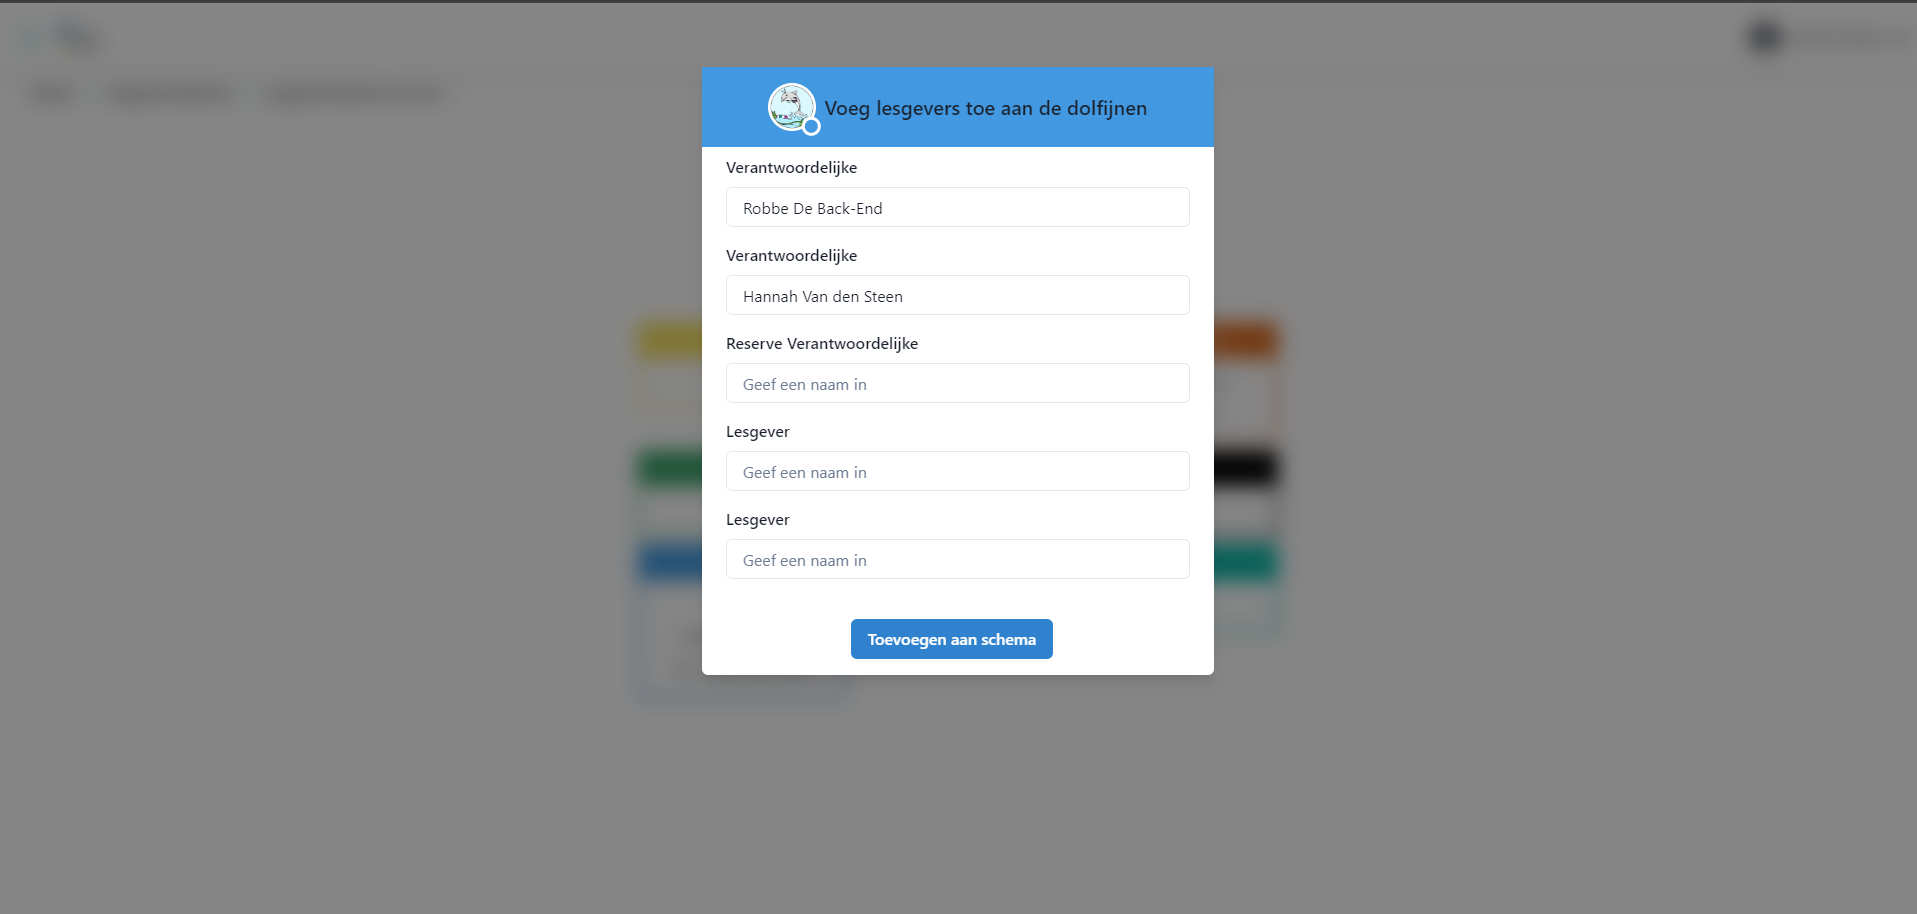 Voeg lesgevers toe aan de dolfijnen
Verantwoordelijke
Robbe De Back-End
Verantwoordelijke
Hannah Van den Steen
Reserve Verantwoordelijke
Geef een naam in
Lesgever
Geef een naam in
Lesgever
Geef een naam in
Toevoegen aan schema